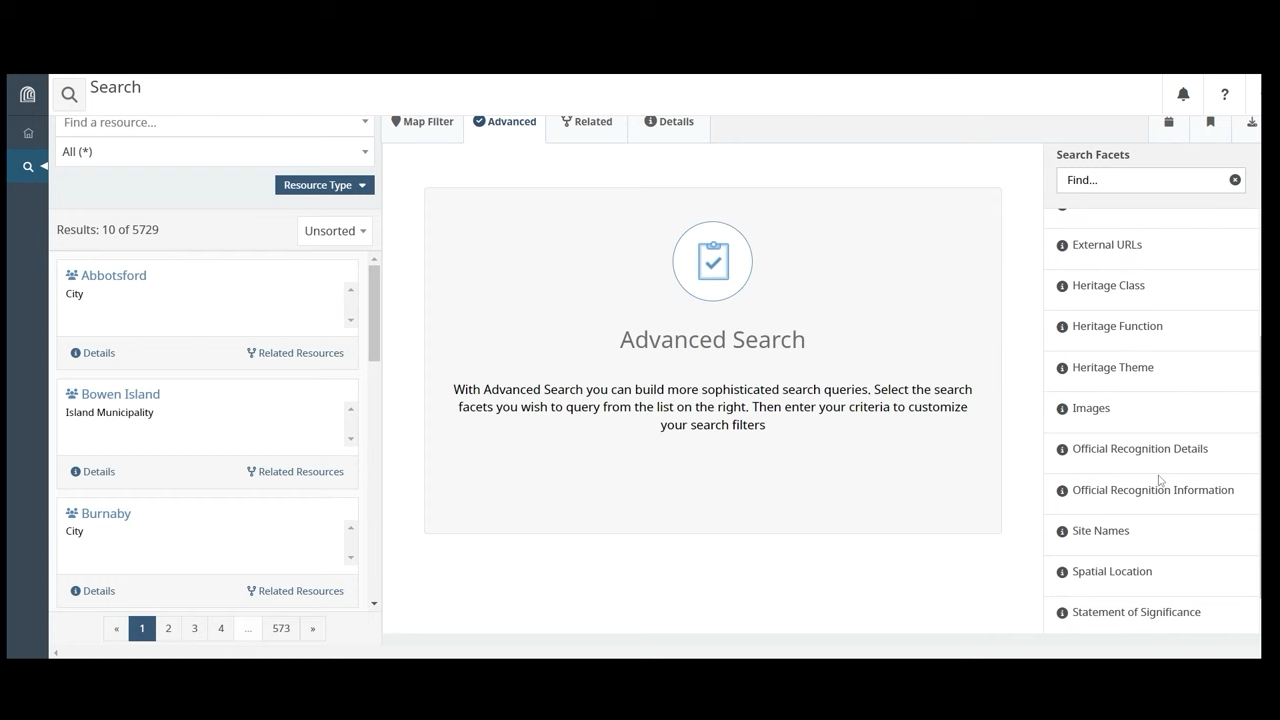 Search
?
Find a resource...
All (*)
Resource Type
Results: 10 of 5729
Unsorted
Abbotsford
City
Details
Related Resources
Bowen Island
Island Municipality
Details
Related Resources
Burnaby
City
Details
Related Resources
«
1
2
3
4
...
573
»
Map Filter
Advanced
Related
Details
Advanced Search
With Advanced Search you can build more sophisticated search queries. Select the search
facets you wish to query from the list on the right. Then enter your criteria to customize
your search filters
Search Facets
Find...
External URLs
Heritage Class
Heritage Function
Heritage Theme
Images
Official Recognition Details
Official Recognition Information
Site Names
Spatial Location
Statement of Significance